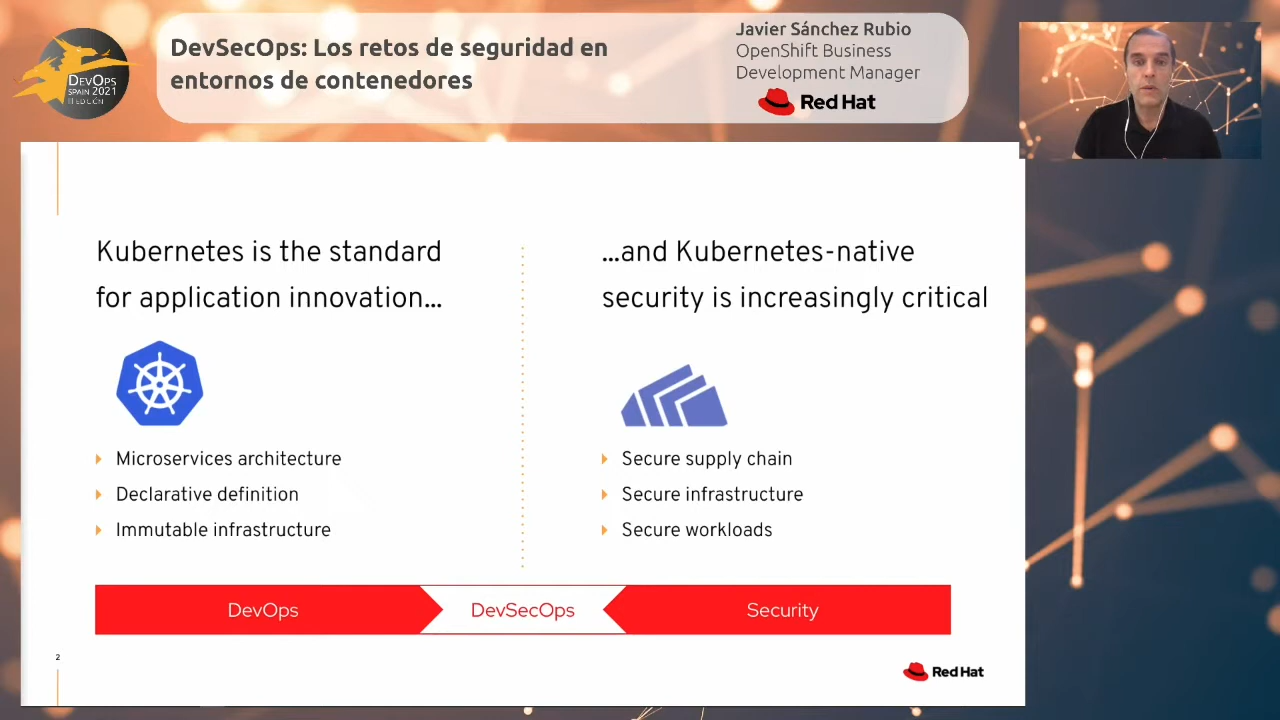 DEVOPS
SPAIN 2021
III EDICIÓN
DevSecOps: Los retos de seguridad en
entornos de contenedores
Javier Sánchez Rubio
OpenShift Business
Development Manager
Red Hat
Kubernetes is the standard
for application innovation...
Microservices architecture
Declarative definition
Immutable infrastructure
...and Kubernetes-native
security is increasingly critical
Secure supply chain
Secure infrastructure
Secure workloads
DevOps
DevSecOps
Security
2
Red Hat